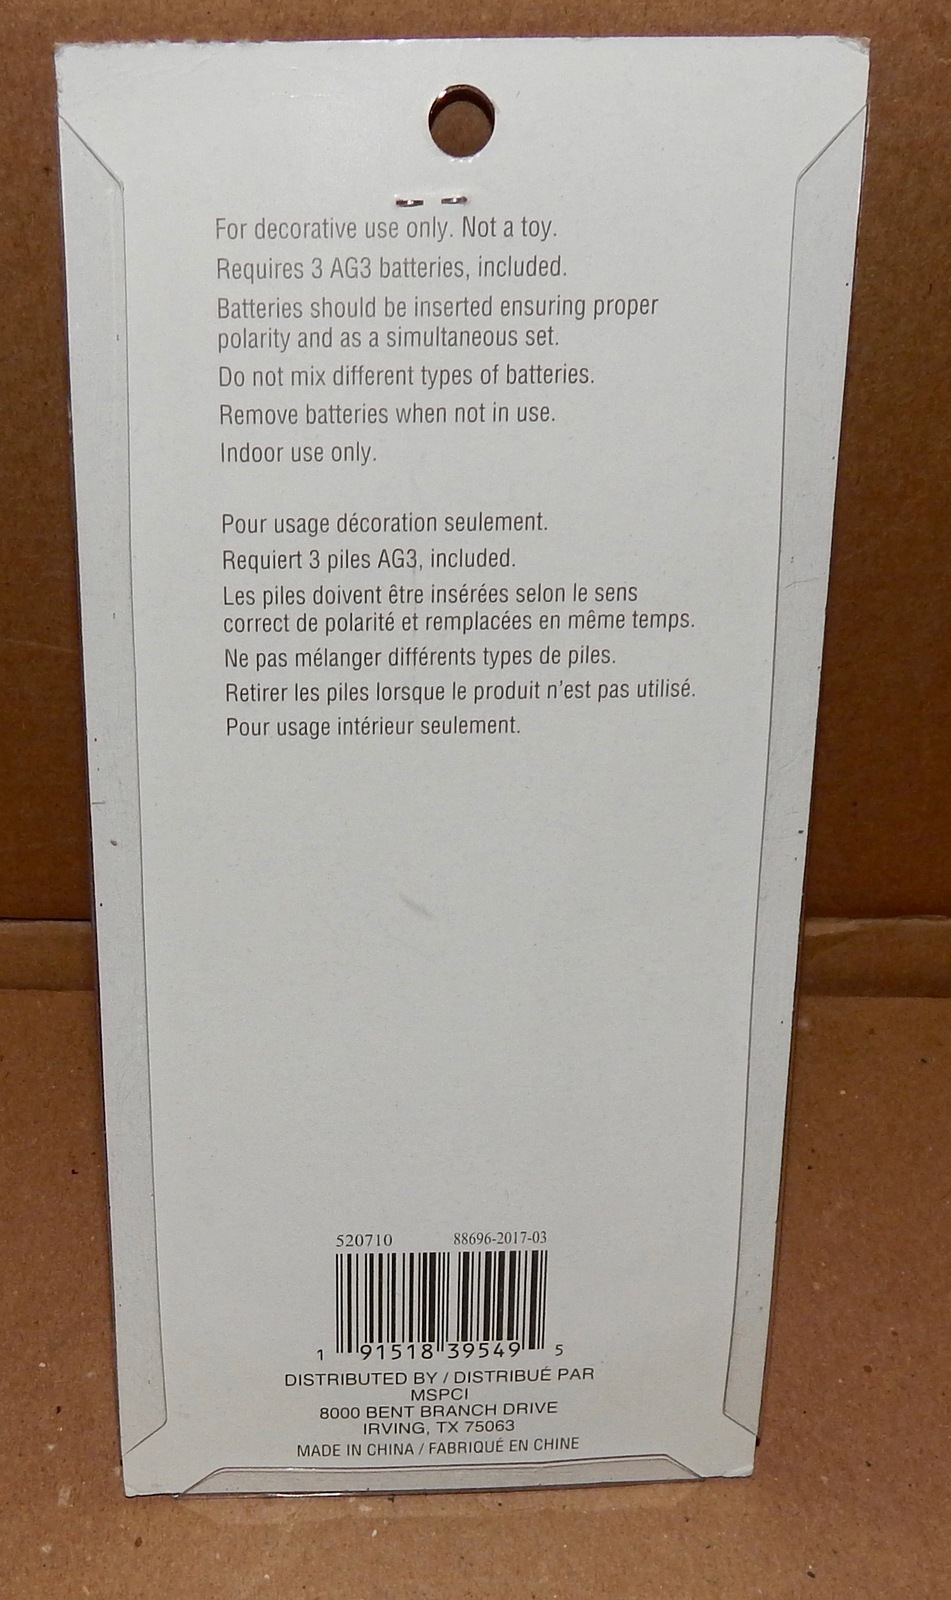 For decorative use only. Not a toy.
Requires 3 AG3 batteries, included.
Batteries should be inserted ensuring proper
polarity and as a simultaneous set.
Do not mix different types of batteries.
Remove batteries when not in use.
Indoor use only.
Pour usage décoration seulement.
Requiert 3 piles AG3, included.
Les piles doivent être insérées selon le sens
correct de polarité et remplacées en même temps.
Ne pas mélanger différents types de piles.
Retirer les piles lorsque le produit n'est pas utilisé.
Pour usage intérieur seulement.
520710 88696-2017-03
1 91518 39549 5
DISTRIBUTED BY / DISTRIBUÉ PAR
MSPCI
8000 BENT BRANCH DRIVE
IRVING, TX 75063
MADE IN CHINA / FABRIQUÉ EN CHINE